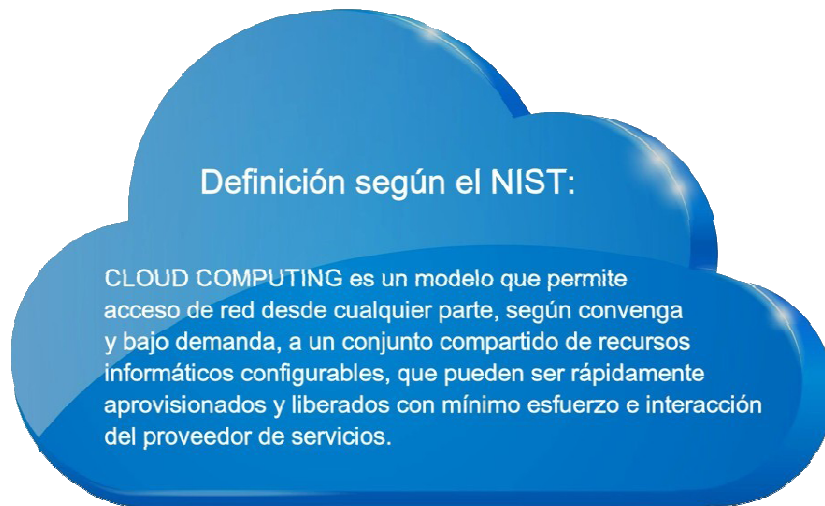 Definición según el NIST:
CLOUD COMPUTING es un modelo que permite
acceso de red desde cualquier parte, según convenga
y bajo demanda, a un conjunto compartido de recursos
informáticos configurables, que pueden ser rápidamente
aprovisionados y liberados con mínimo esfuerzo e interacción
del proveedor de servicios.